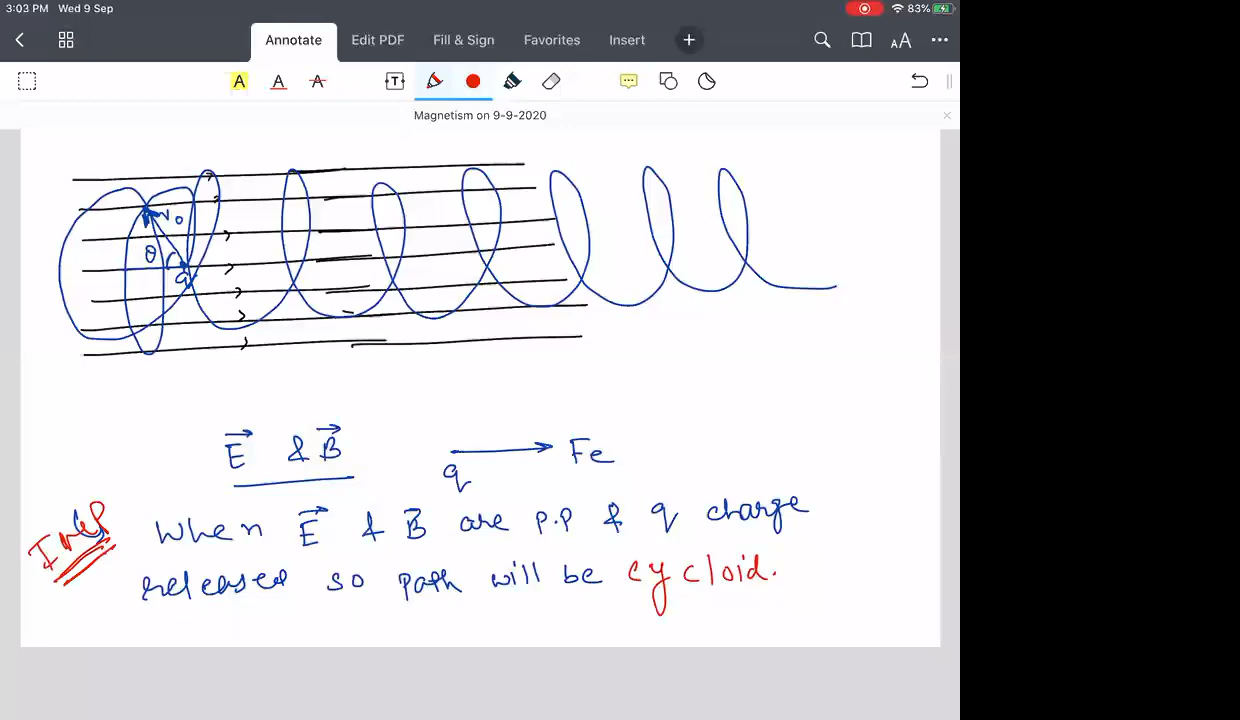 3:03 PM Wed 9 Sep
83%
Annotate Edit PDF Fill & Sign Favorites Insert
A A A T AA
Magnetism on 9-9-2020
v₀
θ
q
E⃗ & B⃗ q Fe
Imp When E⃗ & B⃗ are p.p & q charge
released so path will be cycloid.